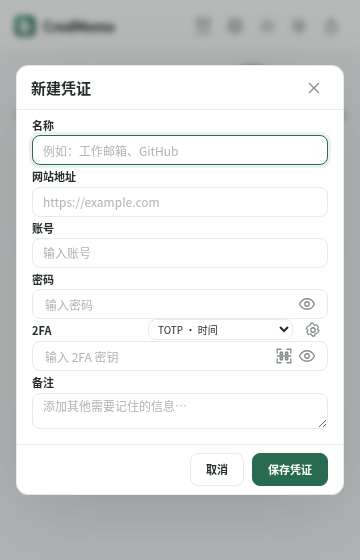 CredMemo
新建凭证
名称
例如：工作邮箱、GitHub
网站地址
https://example.com
账号
输入账号
密码
输入密码
2FA
TOTP · 时间
输入 2FA 密钥
备注
添加其他需要记住的信息…
取消
保存凭证